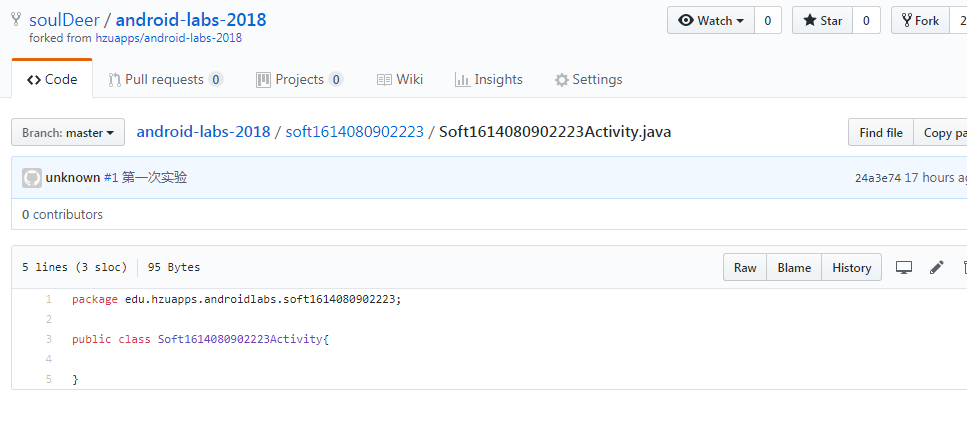 soulDeer / android-labs-2018
Watch 0 Star 0 Fork 2
forked from hzuapps/android-labs-2018
Code Pull requests 0 Projects 0 Wiki Insights Settings
Branch: master android-labs-2018 / soft1614080902223 / Soft1614080902223Activity.java Find file Copy pa
unknown #1 第一次实验 24a3e74 17 hours ag
0 contributors
5 lines (3 sloc) 95 Bytes Raw Blame History
1 package edu.hzuapps.androidlabs.soft1614080902223;
2
3 public class Soft1614080902223Activity{
4
5 }